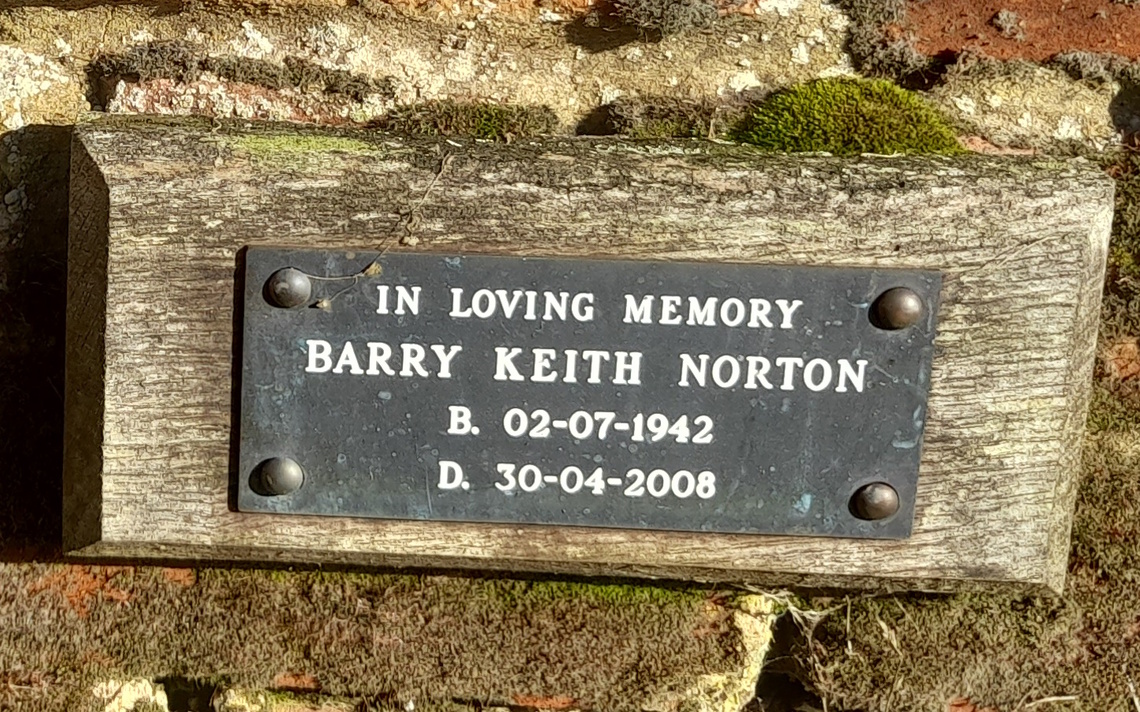 IN LOVING MEMORY
BARRY KEITH NORTON
B. 02-07-1942
D. 30-04-2008